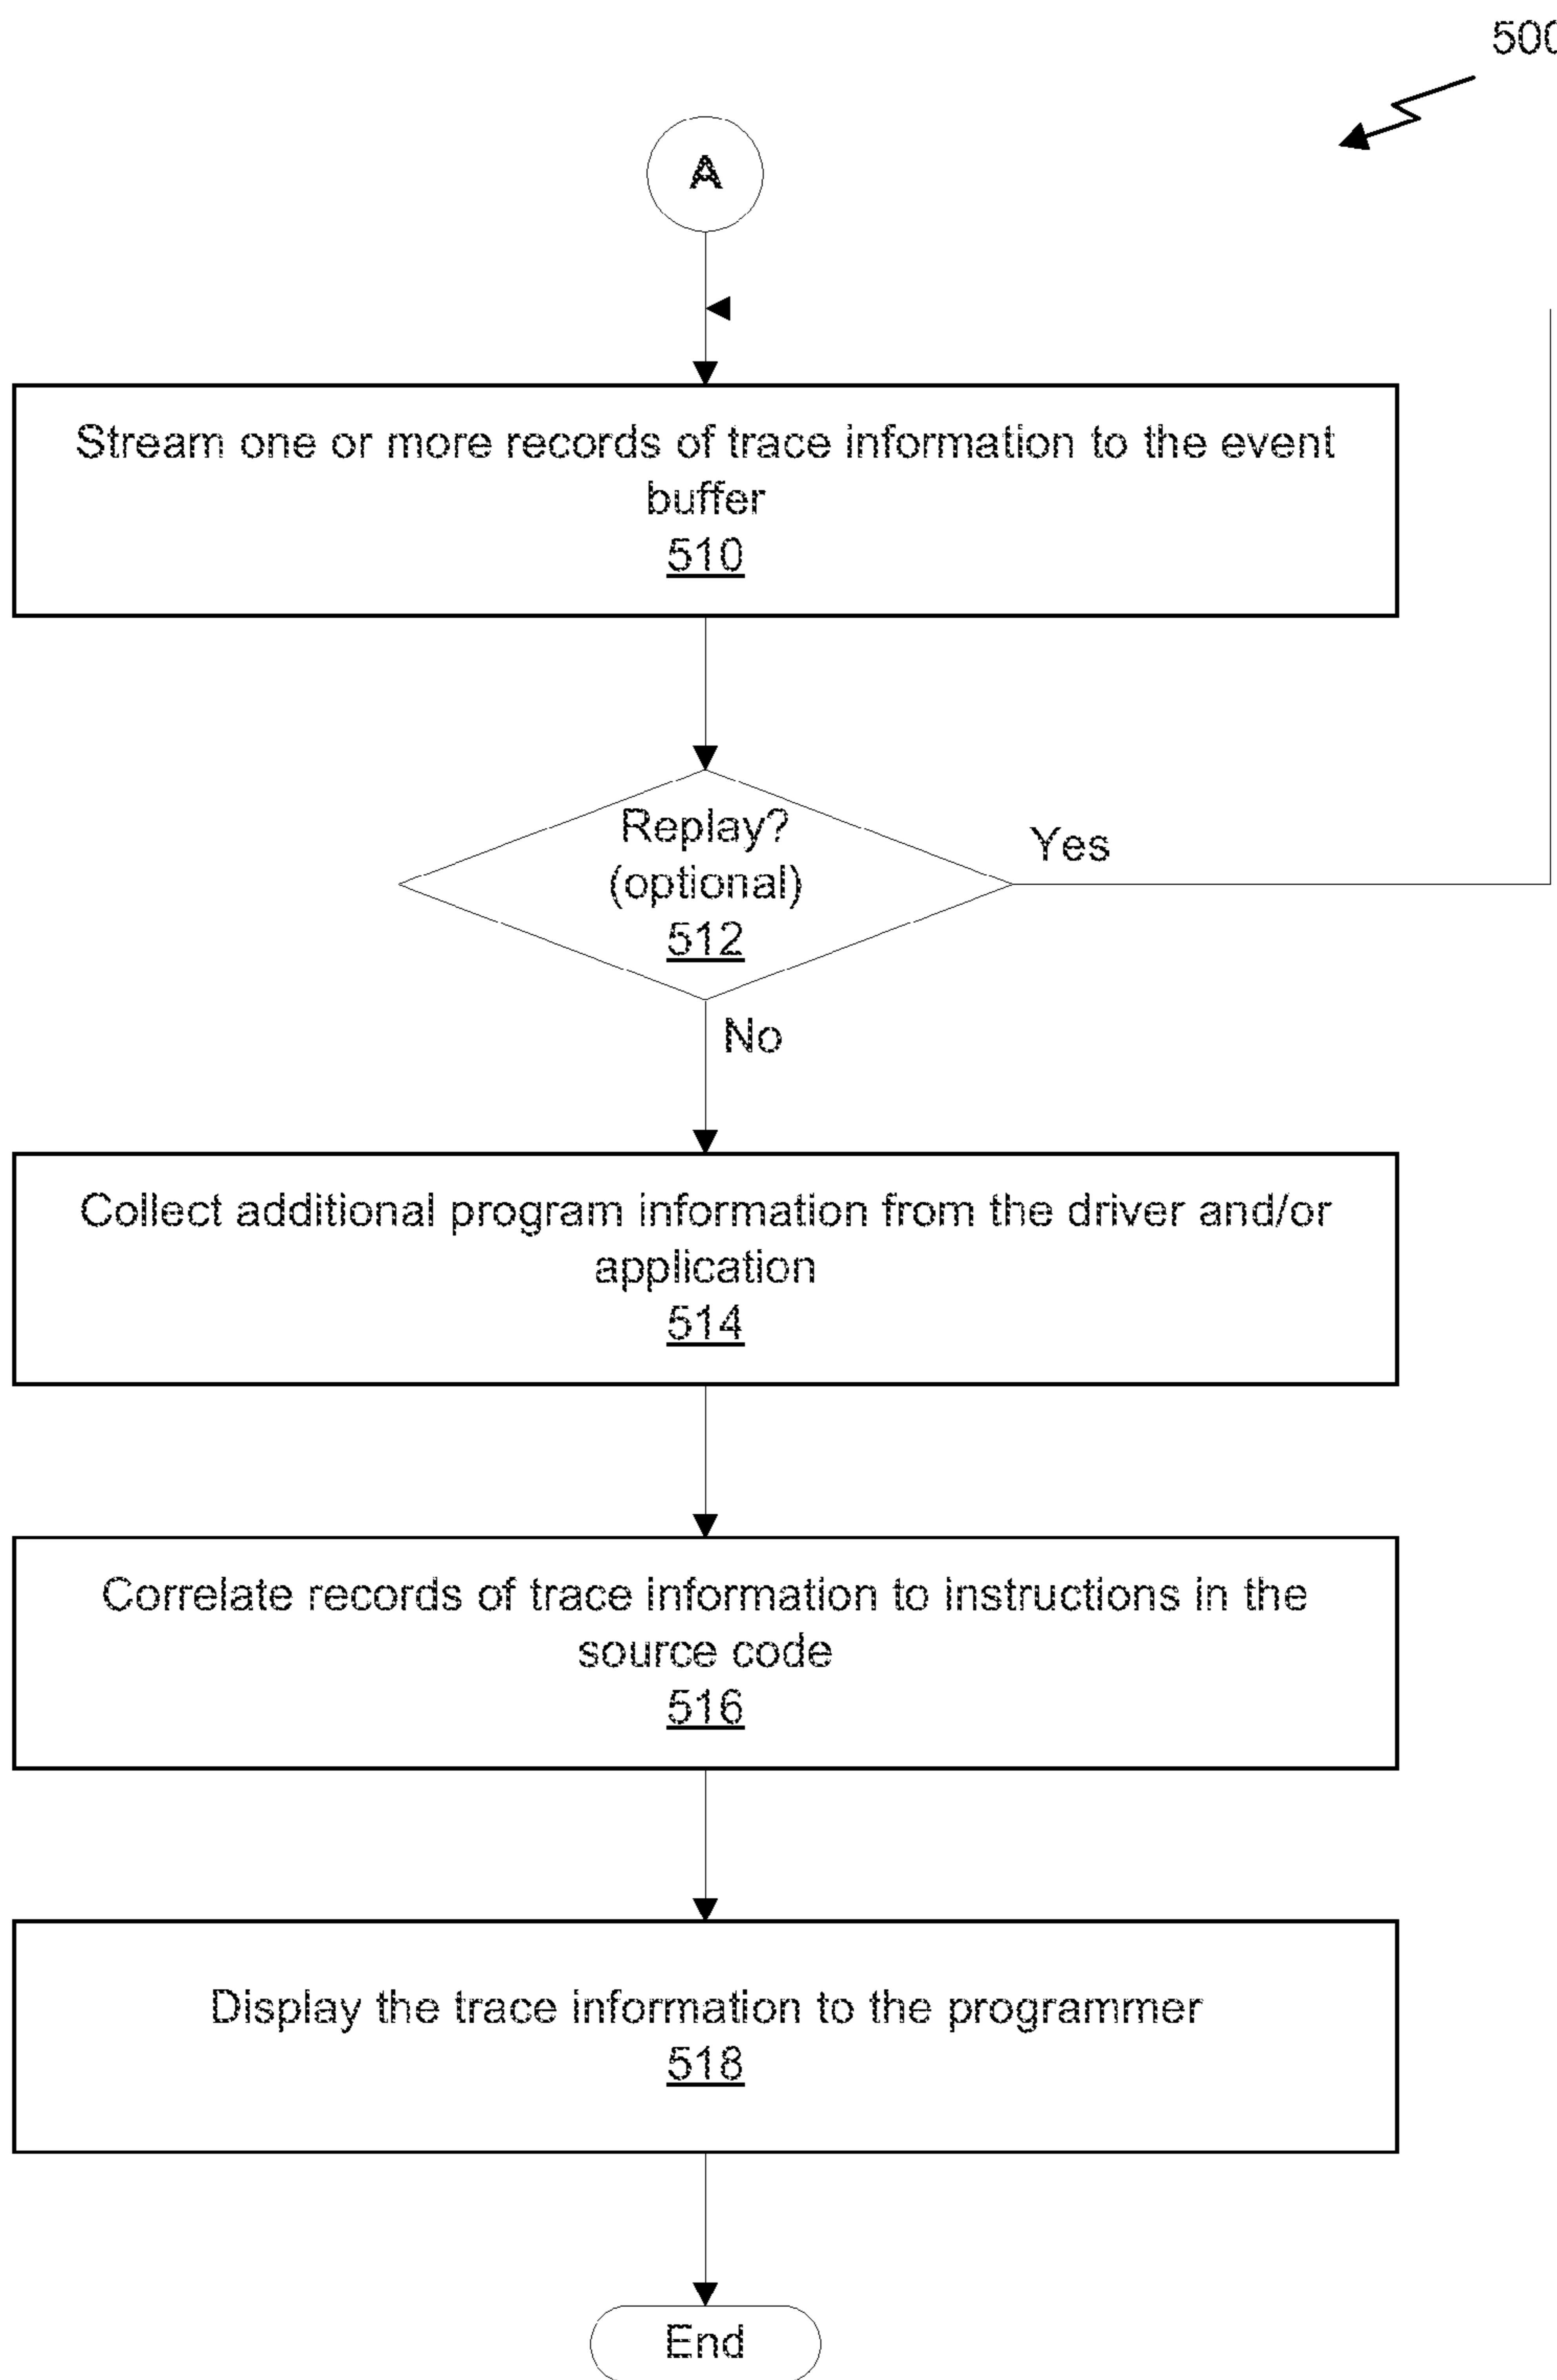 500
A
Stream one or more records of trace information to the event
buffer
510
Replay?
(optional)
512
Yes
No
Collect additional program information from the driver and/or
application
514
Correlate records of trace information to instructions in the
source code
516
Display the trace information to the programmer
518
End